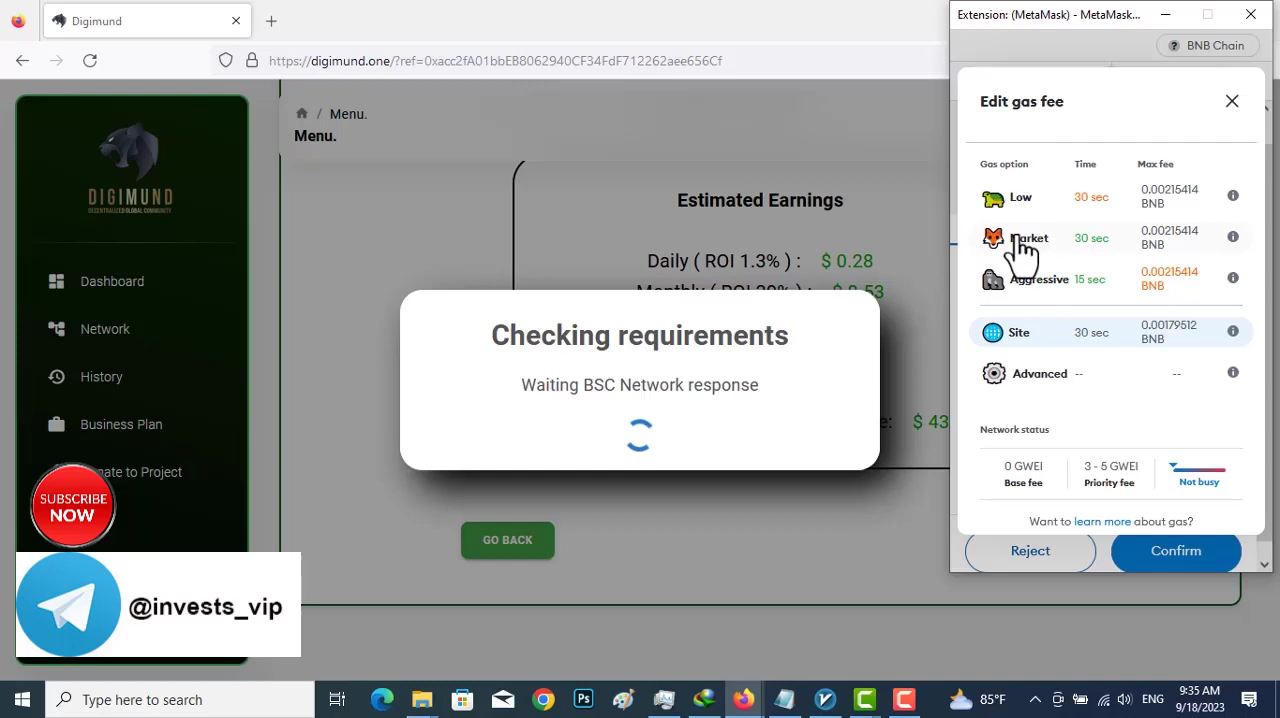 Digimund
Extension: (MetaMask) - MetaMask...
https://digimund.one/?ref=0xacc2fA01bbEB8062940CF34FdF712262aee656Cf
BNB Chain
DIGIMUND
DECENTRALIZED GLOBAL COMMUNITY
Dashboard
Network
History
Business Plan
nate to Project
SUBSCRIBE
NOW
@invests_vip
/ Menu.
Menu.
Estimated Earnings
Daily ( ROI 1.3% ) : $ 0.28
$ 43
Checking requirements
Waiting BSC Network response
GO BACK
Edit gas fee
Gas option Time Max fee
Low 30 sec 0.00215414
BNB
Market 30 sec 0.00215414
BNB
Aggressive 15 sec 0.00215414
BNB
Site 30 sec 0.00179512
BNB
Advanced -- --
Network status
0 GWEI 3 - 5 GWEI
Base fee Priority fee Not busy
Want to learn more about gas?
Reject Confirm
Type here to search
85°F ENG 9:35 AM
9/18/2023